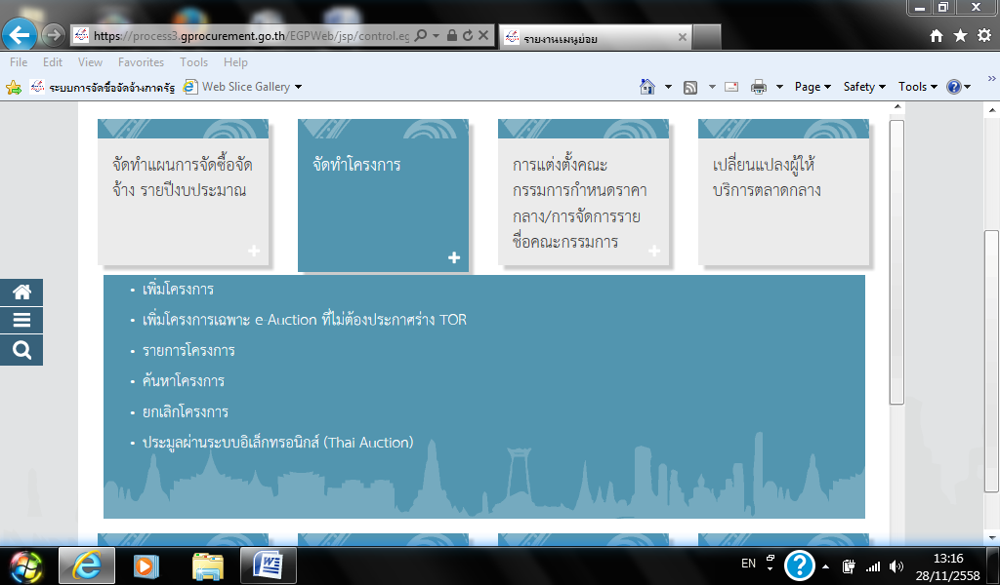 https://process3.gprocurement.go.th/EGPWeb/jsp/control.eg
รายงานเมนูย่อย
File Edit View Favorites Tools Help
ระบบการจัดซื้อจัดจ้างภาครัฐ Web Slice Gallery Page Safety Tools
จัดทำแผนการจัดซื้อจัด
จ้าง รายปีงบประมาณ
จัดทำโครงการ
การแต่งตั้งคณะ
กรรมการกำหนดราคา
กลาง/การจัดการราย
ชื่อคณะกรรมการ
เปลี่ยนแปลงผู้ให้
บริการตลาดกลาง
• เพิ่มโครงการ
• เพิ่มโครงการเฉพาะ e-Auction ที่ไม่ต้องประกาศร่าง TOR
• รายการโครงการ
• ค้นหาโครงการ
• ยกเลิกโครงการ
• ประมูลผ่านระบบอิเล็กทรอนิกส์ (Thai Auction)
EN
13:16
28/11/2558